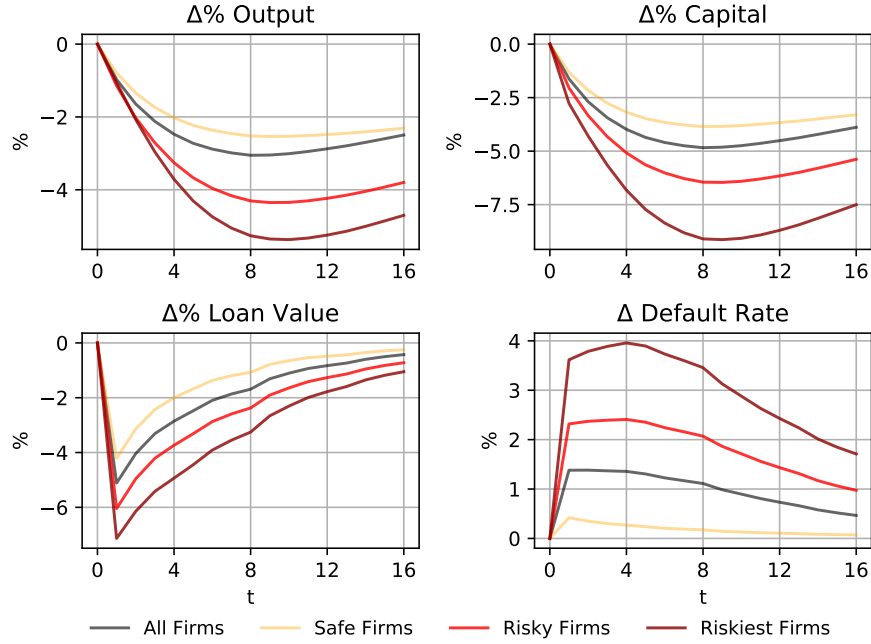 Δ% Output
Δ% Capital
0
−2
−4
%
0 4 8 12 16
0.0
−2.5
−5.0
−7.5
%
0 4 8 12 16
Δ% Loan Value
Δ Default Rate
0
−2
−4
−6
%
0 4 8 12 16
t
4
3
2
1
0
%
0 4 8 12 16
t
All Firms Safe Firms Risky Firms Riskiest Firms